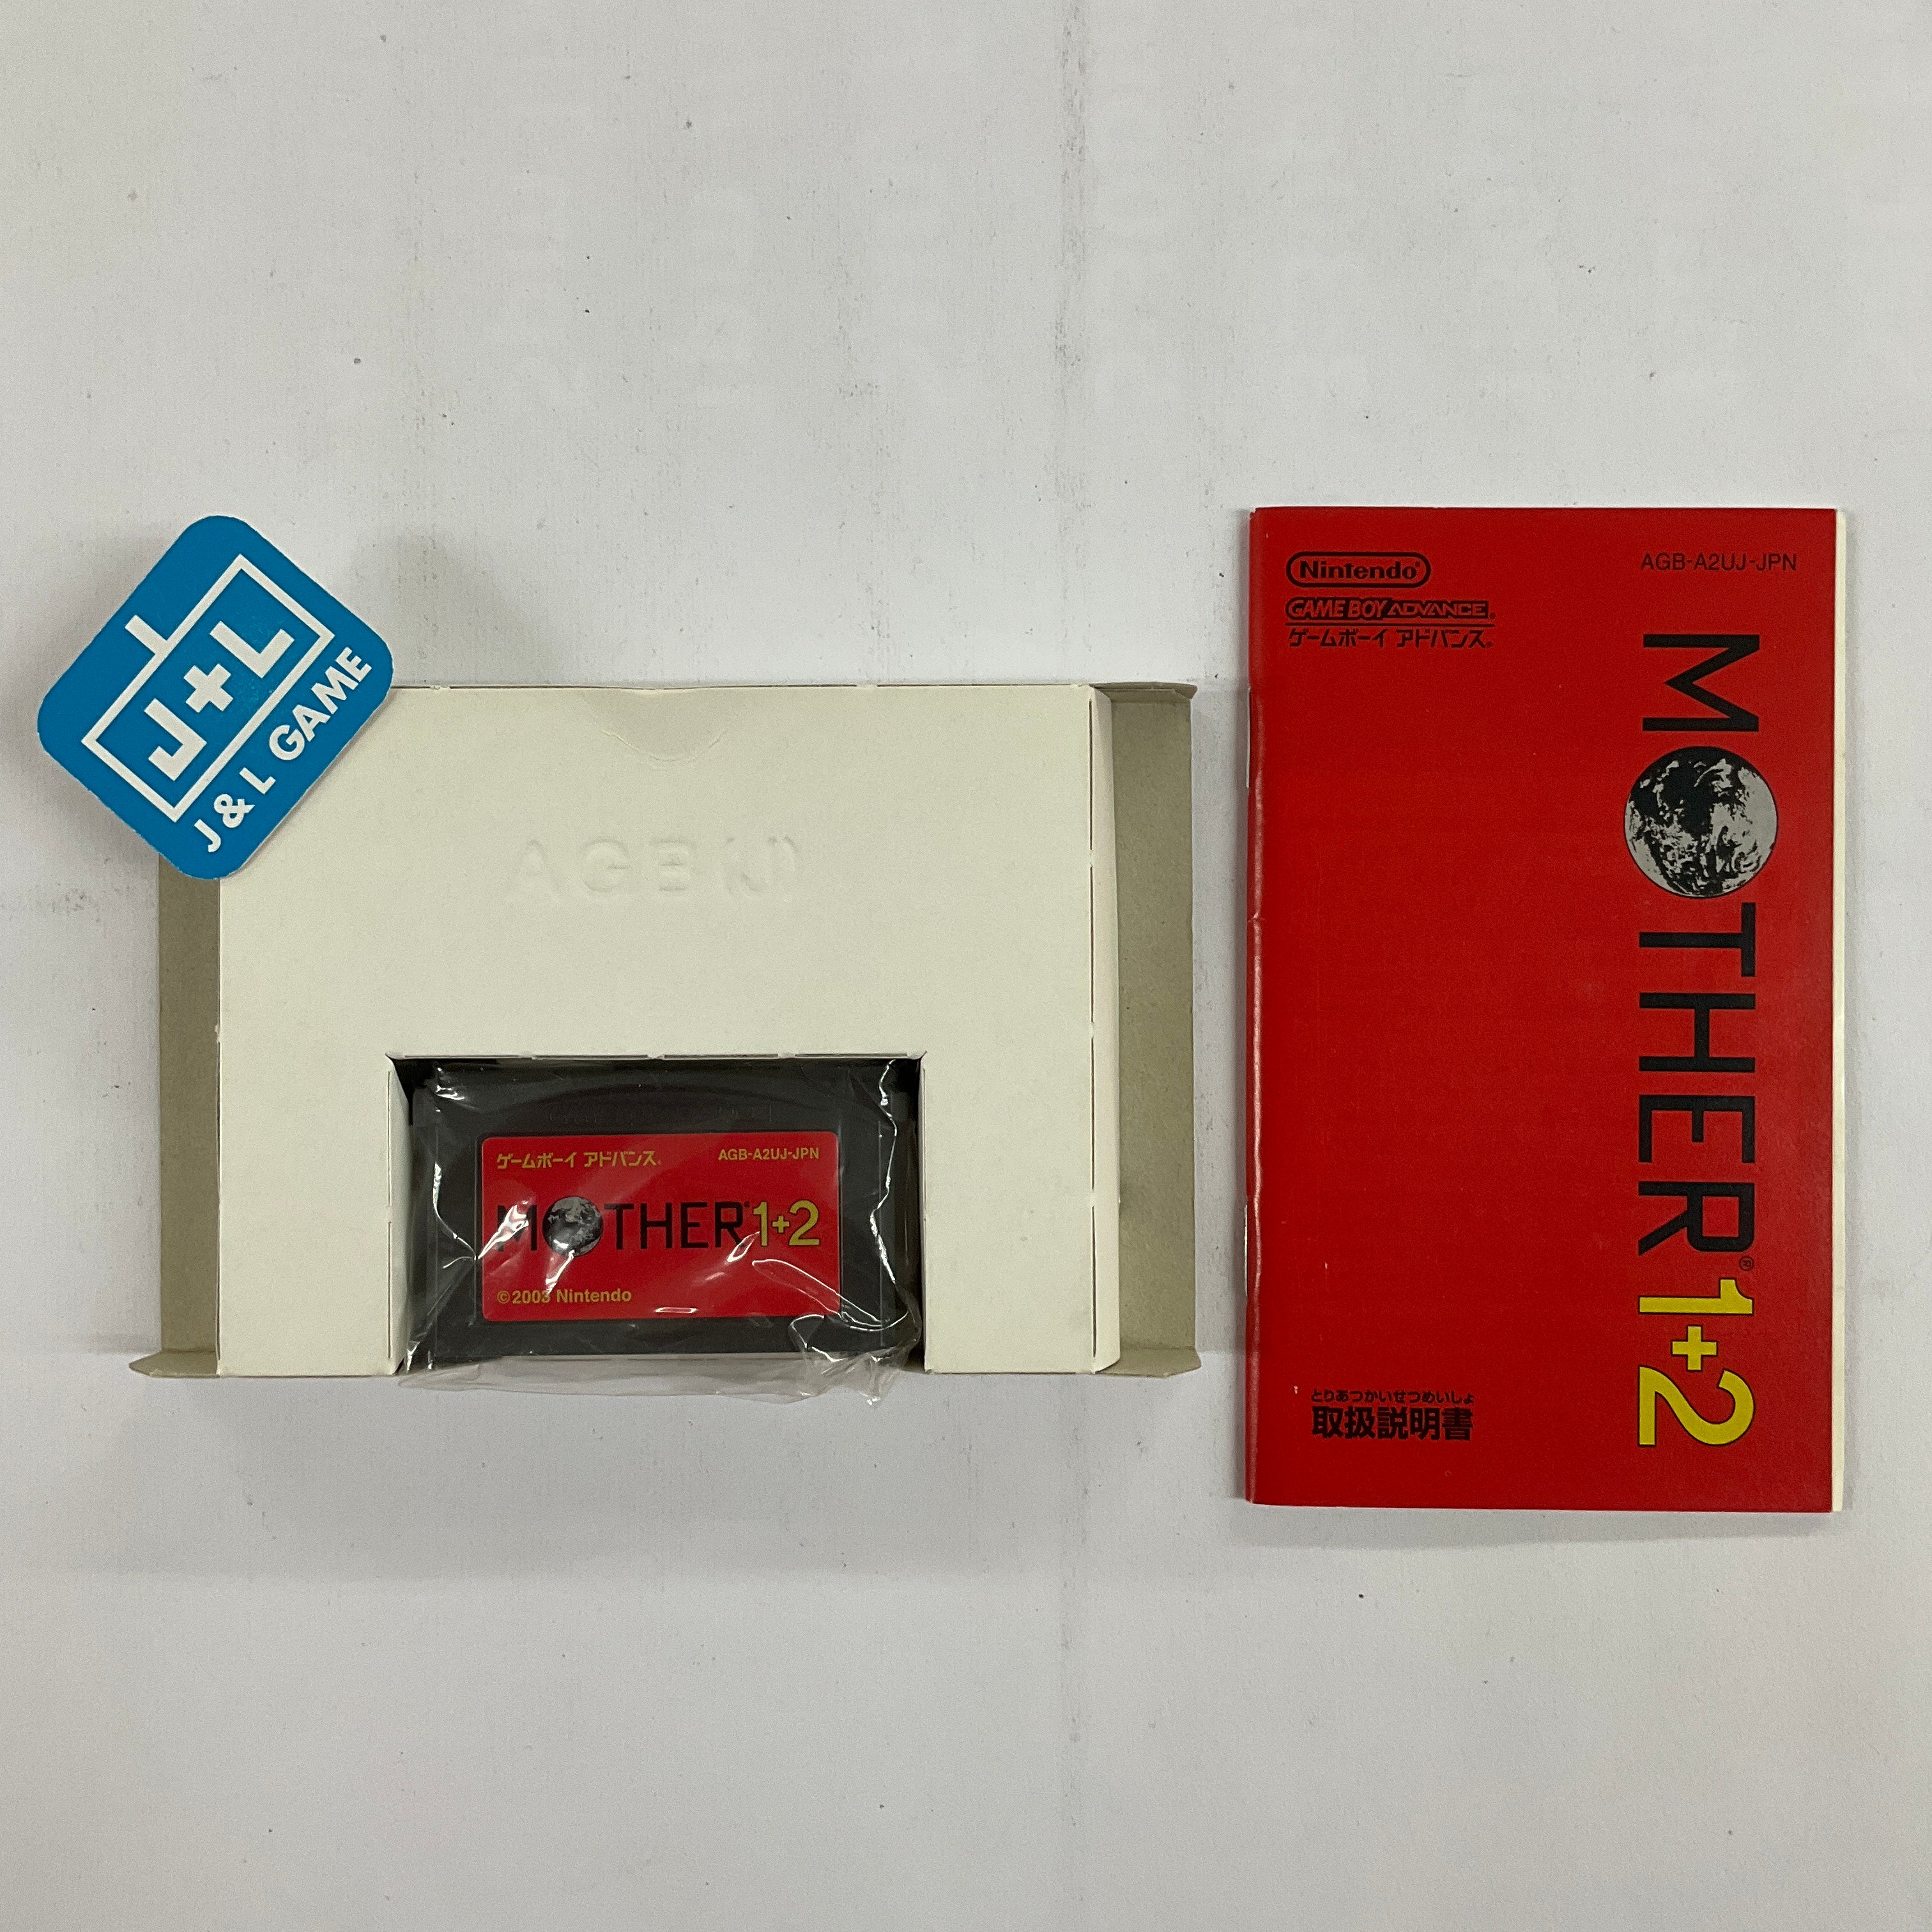 J+L
J & L GAME
AGB (J)
ゲームボーイ アドバンス
AGB-A2UJ-JPN
MOTHER 1+2
©2003 Nintendo
Nintendo®
AGB-A2UJ-JPN
GAME BOY ADVANCE®
ゲームボーイ アドバンス®
MOTHER® 1+2
とりあつかいせつめいしょ
取扱説明書